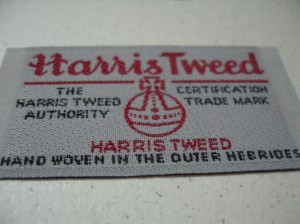 Harris Tweed
THE HARRIS TWEED AUTHORITY
CERTIFICATION TRADE MARK
HARRIS TWEED
HAND WOVEN IN THE OUTER HEBRIDES